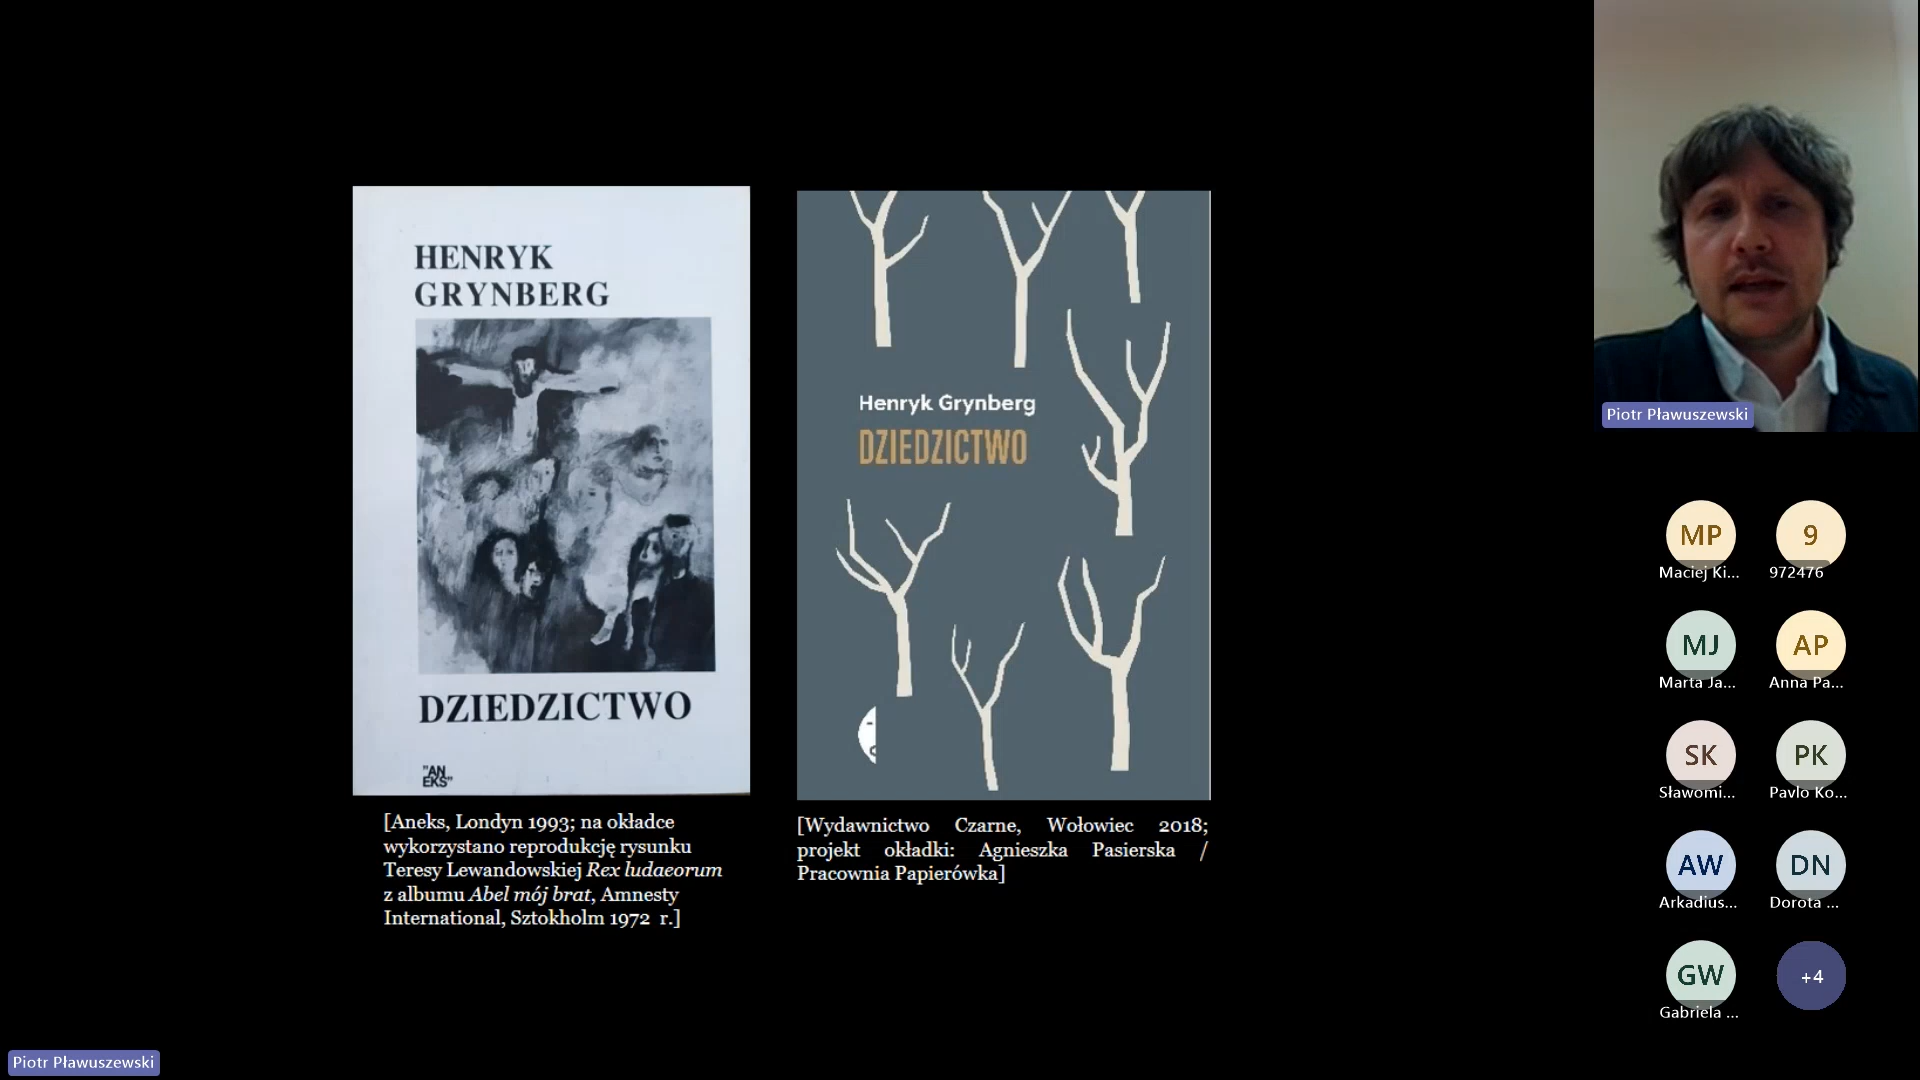 HENRYK
GRYNBERG
DZIEDZICTWO
"AN
EKS"
[Aneks, Londyn 1993; na okładce
wykorzystano reprodukcję rysunku
Teresy Lewandowskiej Rex Iudaeorum
z albumu Abel mój brat, Amnesty
International, Sztokholm 1972 r.]
Henryk Grynberg
DZIEDZICTWO
[Wydawnictwo Czarne, Wołowiec 2018;
projekt okładki: Agnieszka Pasierska /
Pracownia Papierówka]
Piotr Pławuszewski
MP
Maciej Ki...
9
972476
MJ
Marta Ja...
AP
Anna Pa...
SK
Sławomi...
PK
Pavlo Ko...
AW
Arkadius...
DN
Dorota ...
GW
Gabriela ...
+4
Piotr Pławuszewski